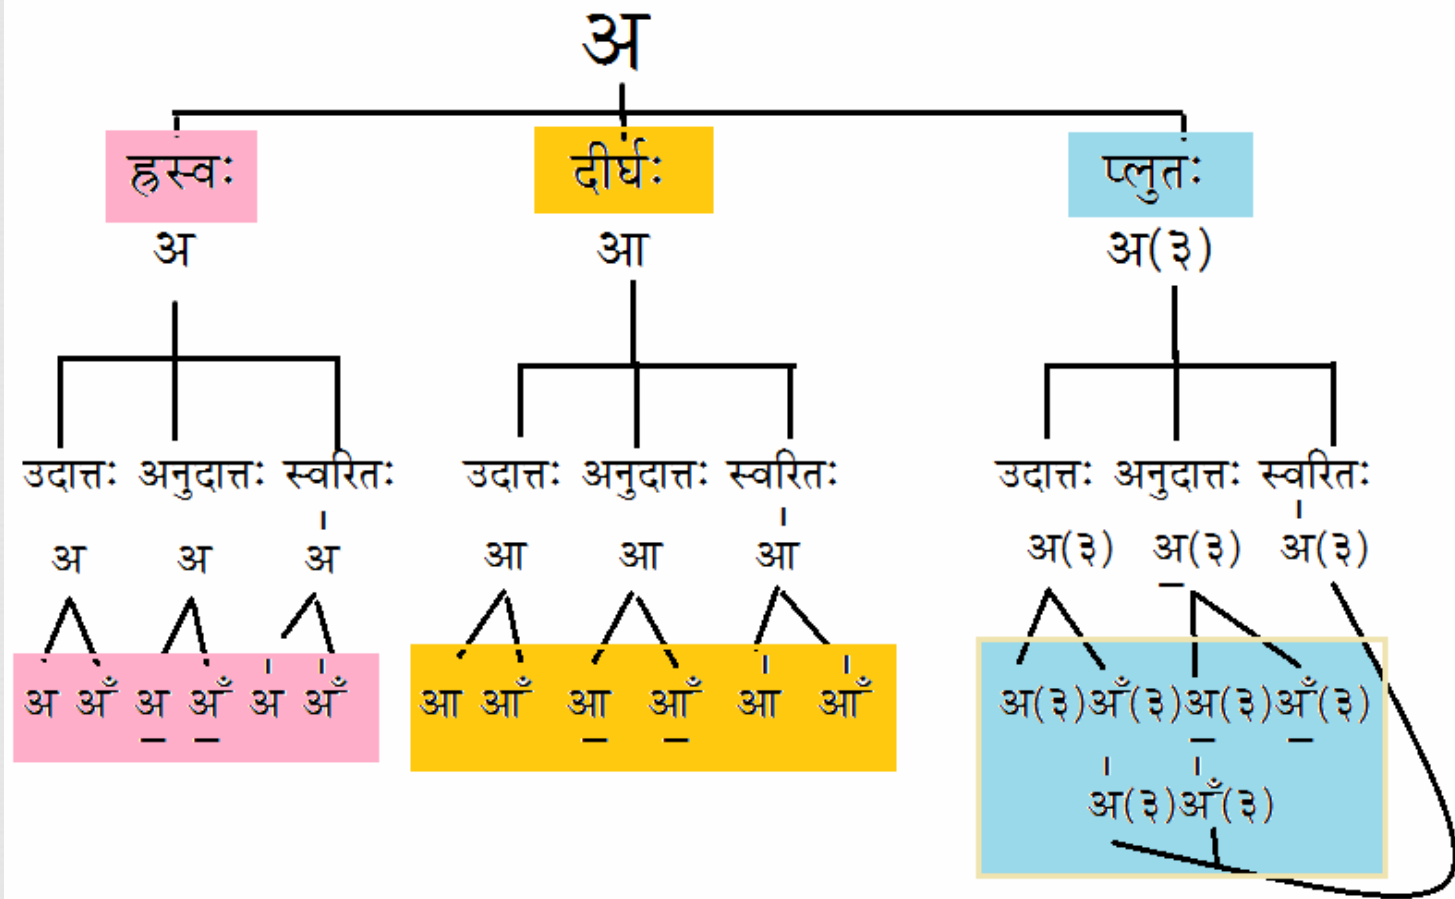 अ
ह्रस्वः दीर्घः प्लुतः
अ आ अ(३)
उदात्तः अनुदात्तः स्वरितः उदात्तः अनुदात्तः स्वरितः उदात्तः अनुदात्तः स्वरितः
अ अ॒ अ॑ आ आ आ॑ अ(३) अ॒(३) अ॑(३)
अ अँ अ॒ अँ॒ अ॑ अँ॑ आ आँ आ॒ आँ॒ आ॑ आँ॑ अ(३) अँ(३) अ॒(३) अँ॒(३)
अ॑(३) अँ॑(३)